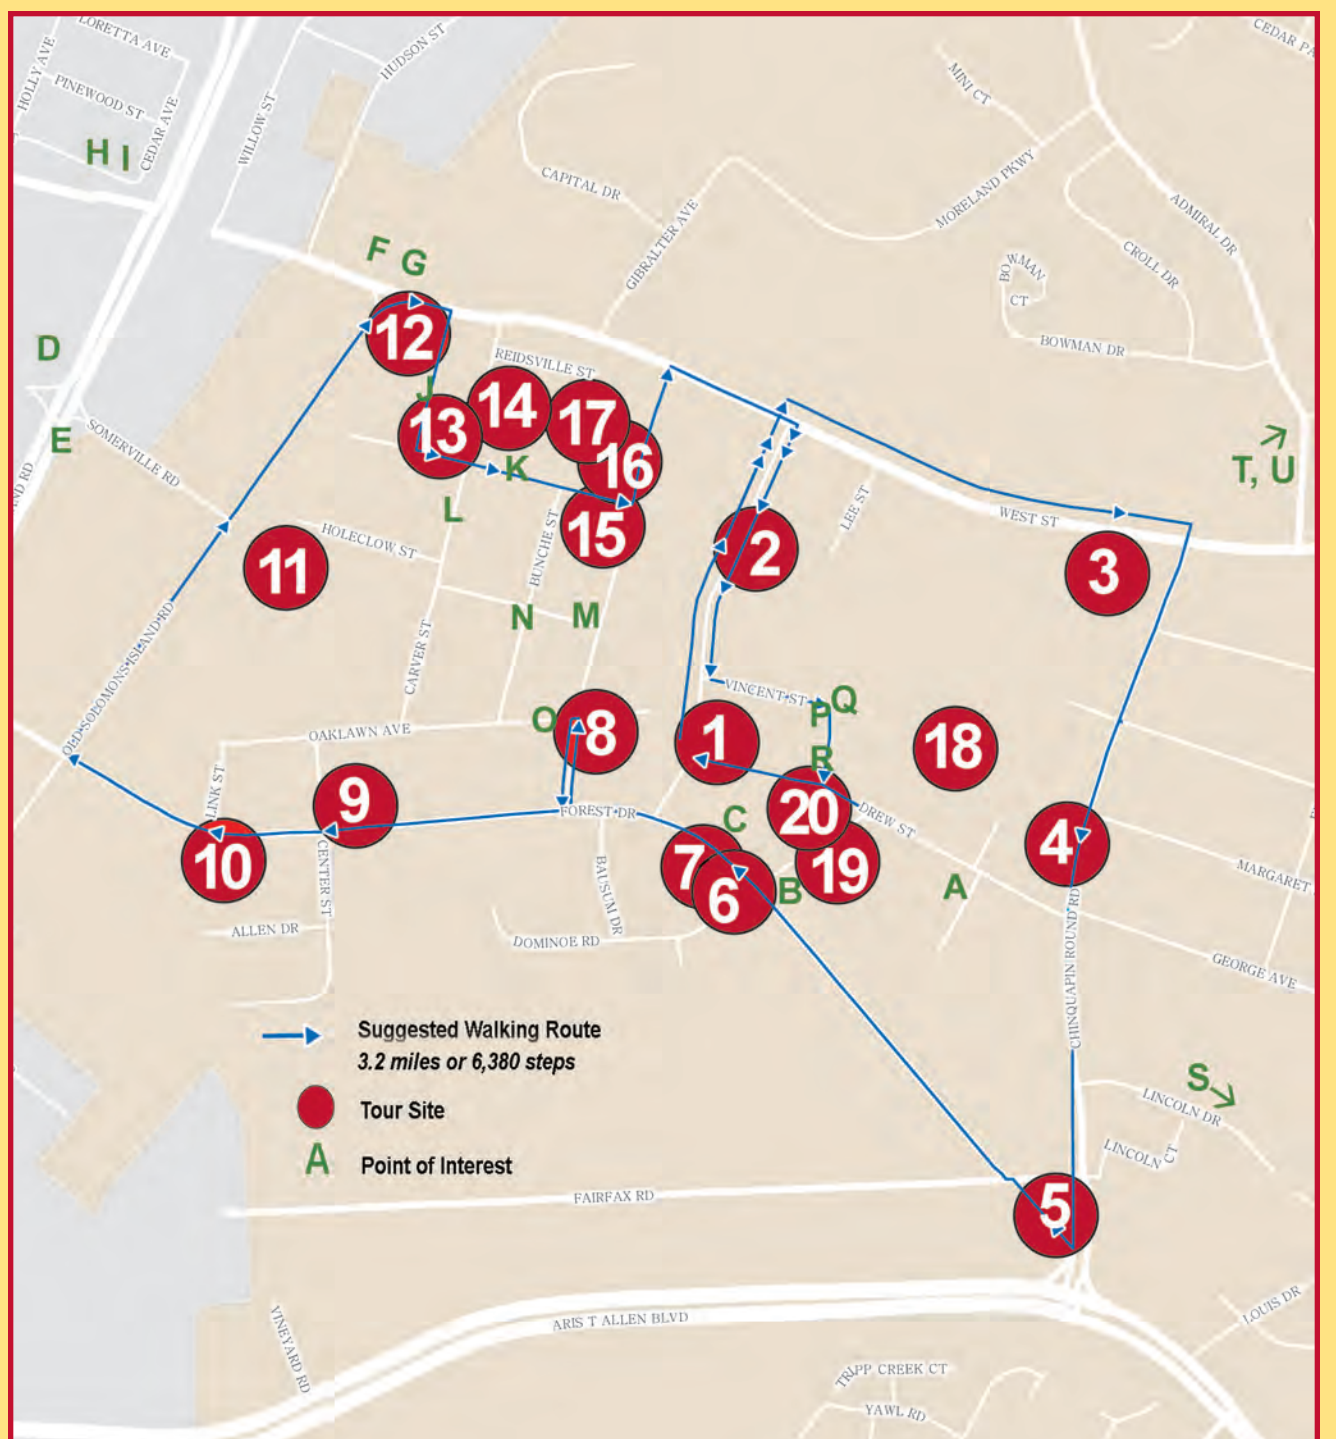 LORETTA AVE
HOLLY AVE
PINEWOOD ST
CEDAR AVE
H I
WILLOW ST
HUDSON ST
CAPITAL DR
GIBRALTER AVE
MINI CT
MORELAND PKWY
CEDAR PA
ADMIRAL DR
CROLL DR
BOWMAN
CT
BOWMAN DR
F G
12
D
E
SOMERVILLE RD
ND RD
REIDSVILLE ST
J
13
14
17
16
K
L
15
HOLECLOW ST
11
BUNCHE ST
N
M
CARVER ST
OLD SOLOMONS ISLAND RD
2
LEE ST
WEST ST
3
T, U
VINCENT ST
Q
P
R
1
18
O
8
OAKLAWN AVE
LINK ST
9
10
CENTER ST
ALLEN DR
FOREST DR
BAUSUM DR
DOMINOE RD
C
7
6
B
20
19
DREW ST
A
4
MARGARET
GEORGE AVE
CHINQUAPIN ROUND RD
Suggested Walking Route
3.2 miles or 6,380 steps
Tour Site
A
Point of Interest
S
LINCOLN DR
LINCOLN CT
5
FAIRFAX RD
ARIS T ALLEN BLVD
VINEYARD RD
LOUIS DR
TRIPP CREEK CT
YAWL RD